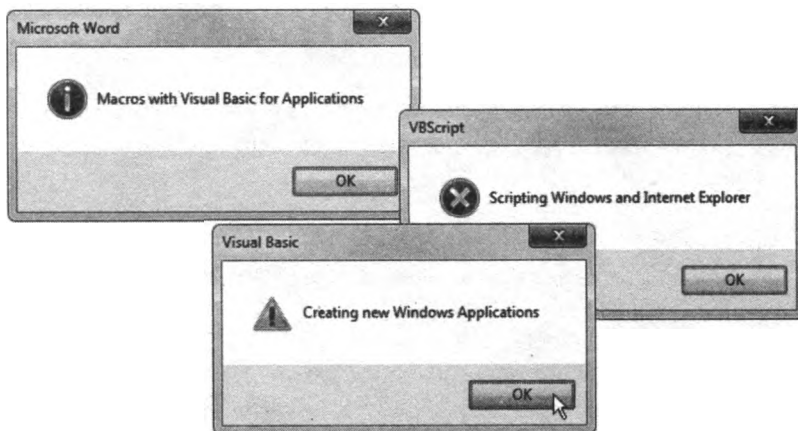 Microsoft Word
Macros with Visual Basic for Applications
OK
VBScript
Scripting Windows and Internet Explorer
OK
Visual Basic
Creating new Windows Applications
OK